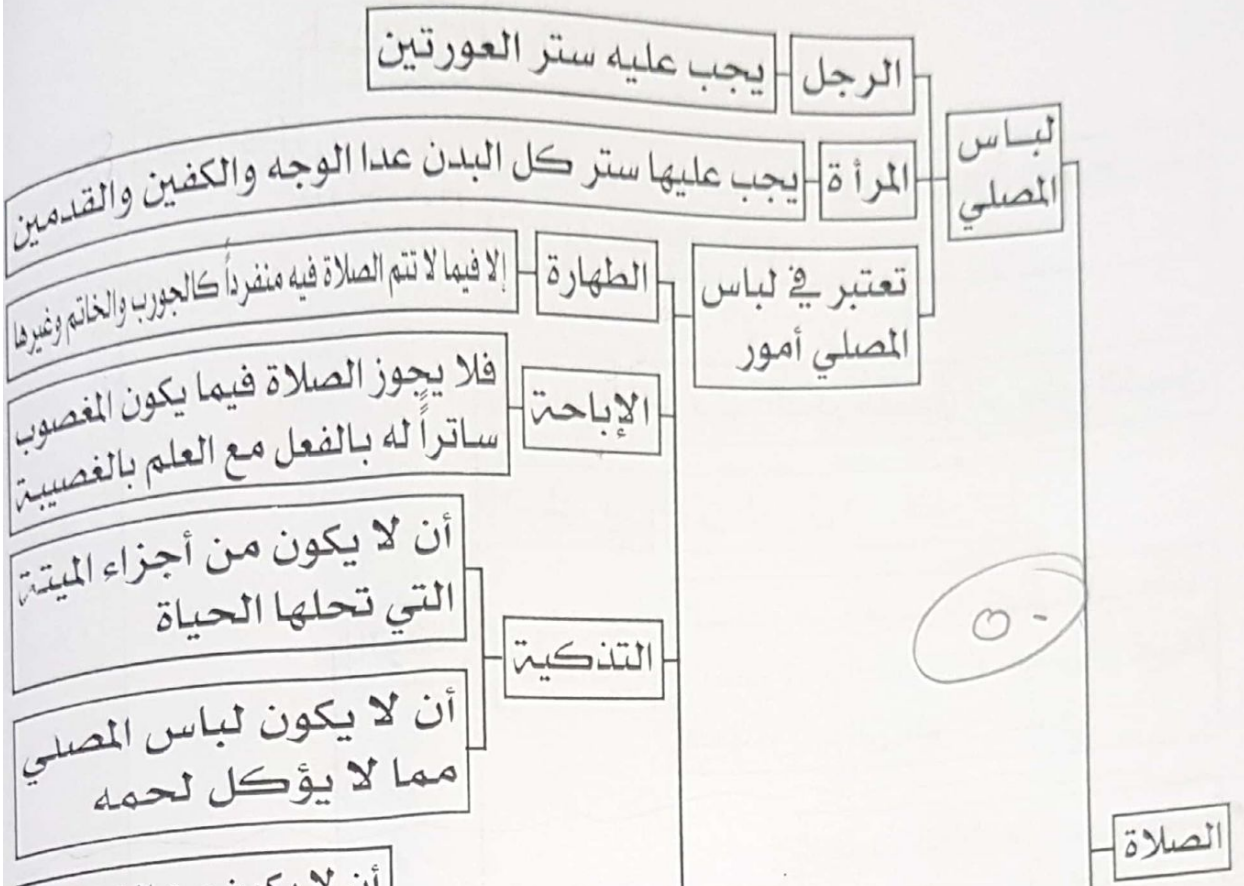 الرجل
يجب عليه ستر العورتين
لباس
المصلي
المرأة
يجب عليها ستر كل البدن عدا الوجه والكفين والقدمين
تعتبر في لباس
المصلي أمور
الطهارة
إلا فيما لا تتم الصلاة فيه منفرداً كالجورب والخاتم وغيرها
الإباحة
فلا يجوز الصلاة فيما يكون المغصوب
ساتراً له بالفعل مع العلم بالغصبية
التذكية
أن لا يكون من أجزاء الميتة
التي تحلها الحياة
أن لا يكون لباس المصلي
مما لا يؤكل لحمه
الصلاة
أن لا يكون